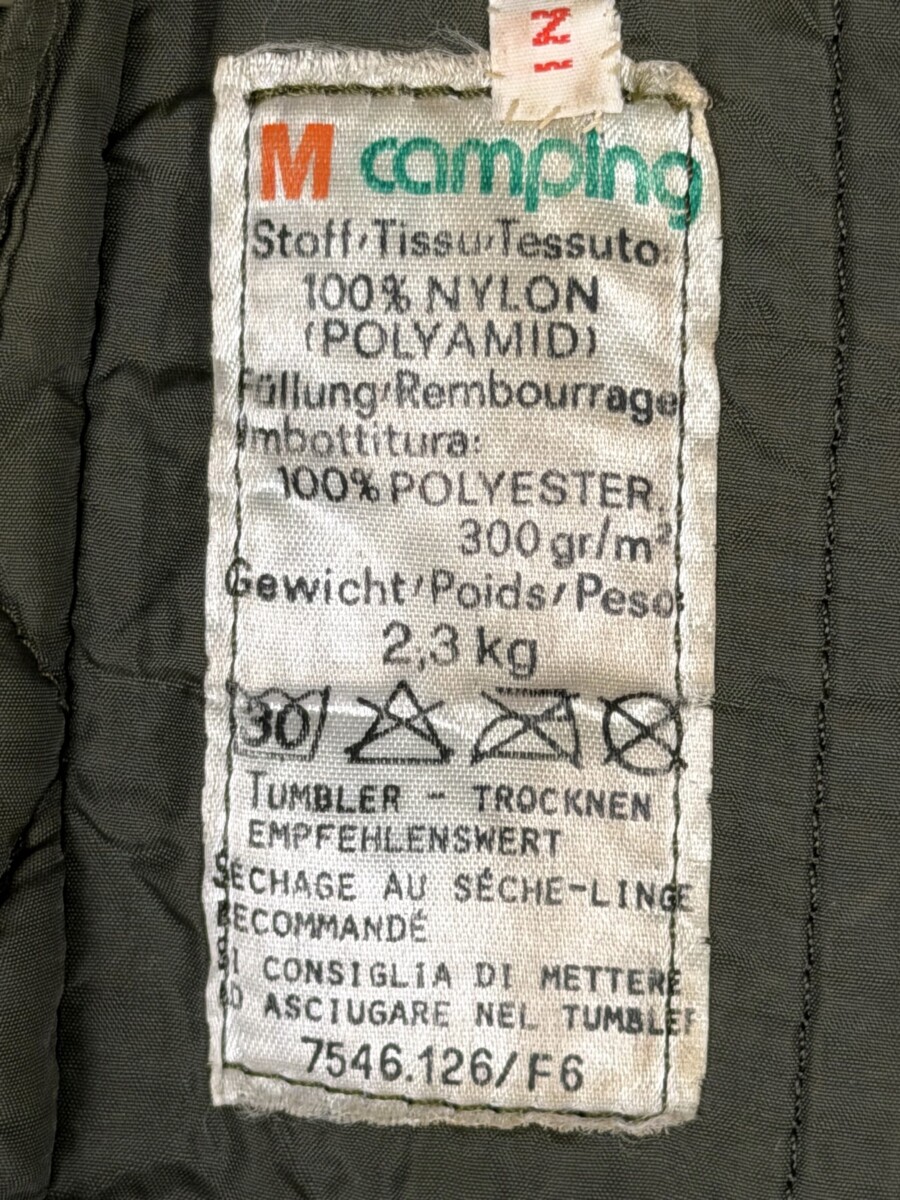 M camping
Stoff/Tissu/Tessuto:
100% NYLON
(POLYAMID)
Füllung/Rembourrage
Imbottitura:
100% POLYESTER,
300 gr/m²
Gewicht/Poids/Peso:
2,3 kg
30
TUMBLER - TROCKNEN
EMPFEHLENSWERT
SÉCHAGE AU SÉCHE-LINGE
RECOMMANDÉ
SI CONSIGLIA DI METTERE
AD ASCIUGARE NEL TUMBLER
7546.126/F6